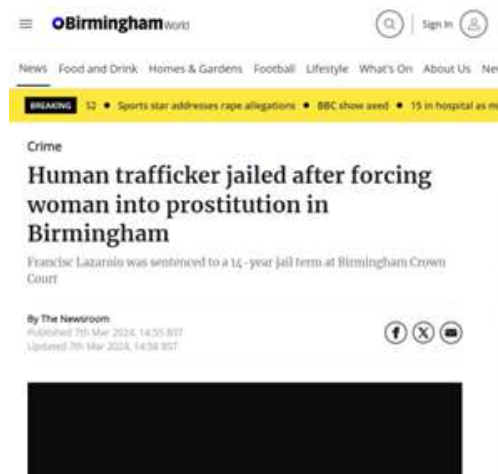 Birmingham World
Sign In
News Food and Drink Homes & Gardens Football Lifestyle What's On About Us Ne
BREAKING 52 • Sports star addresses rape allegations • BBC show axed • 15 in hospital as m
Crime
Human trafficker jailed after forcing
woman into prostitution in
Birmingham
Francisc Lazaroiu was sentenced to a 14-year jail term at Birmingham Crown
Court
By The Newsroom
Published 7th Mar 2024, 14:55 BST
Updated 7th Mar 2024, 14:58 BST